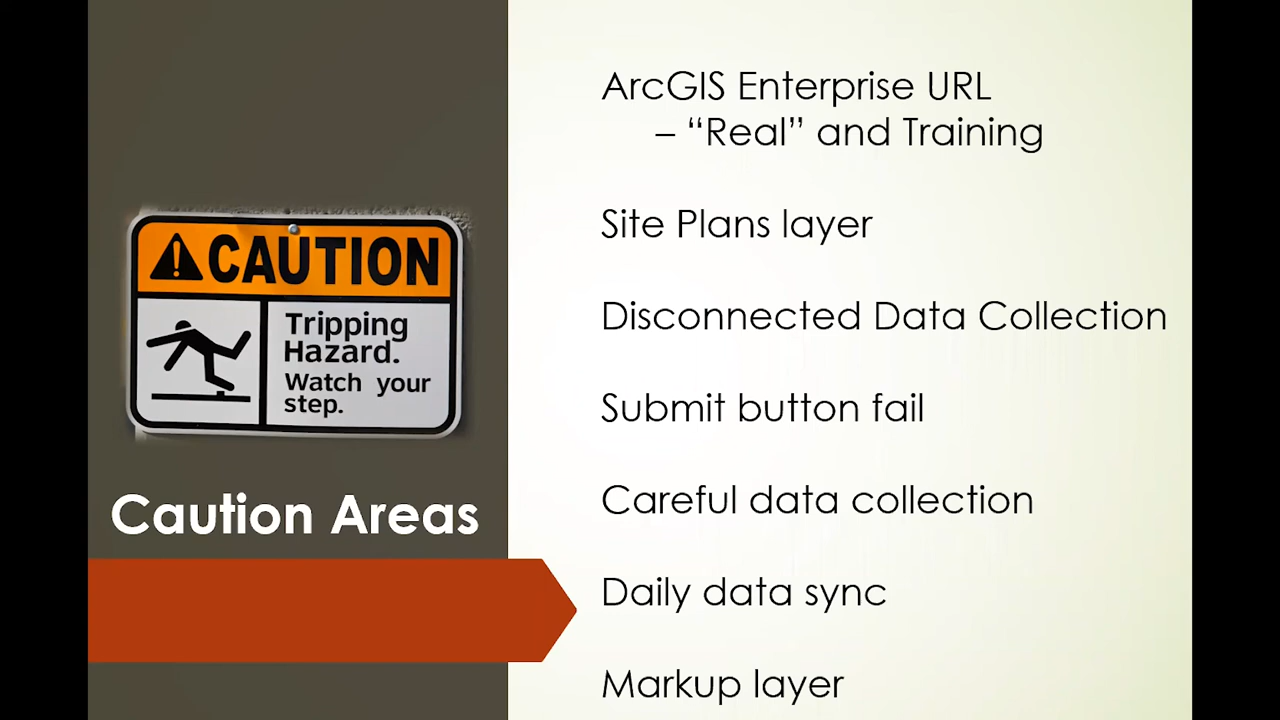 CAUTION
Tripping
Hazard.
Watch your
step.
Caution Areas
ArcGIS Enterprise URL
– “Real” and Training
Site Plans layer
Disconnected Data Collection
Submit button fail
Careful data collection
Daily data sync
Markup layer